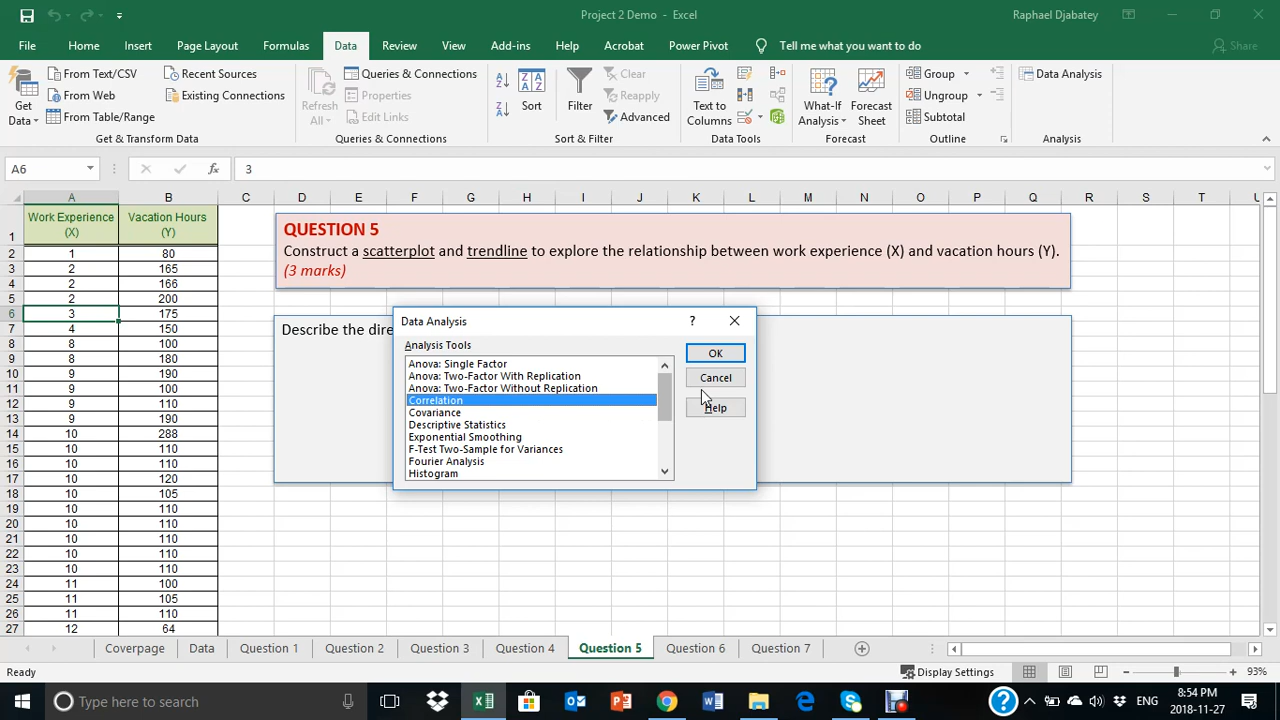 Project 2 Demo - Excel
Raphael Djabatey
File Home Insert Page Layout Formulas Data Review View Add-ins Help Acrobat Power Pivot Tell me what you want to do Share
Get Data
From Text/CSV
From Web
From Table/Range
Recent Sources
Existing Connections
Get & Transform Data
Refresh All
Queries & Connections
Properties
Edit Links
Queries & Connections
Sort
Filter
Clear
Reapply
Advanced
Sort & Filter
Text to Columns
Data Tools
What-If Analysis
Forecast Sheet
Forecast
Group
Ungroup
Subtotal
Outline
Data Analysis
Analysis
A6
fx
3
A B C D E F G H I J K L M N O P Q R S T U
1 Work Experience (X) Vacation Hours (Y)
2 1 80
3 2 165
4 2 166
5 2 200
6 3 175
7 4 150
8 8 100
9 8 180
10 9 190
11 9 100
12 9 110
13 9 190
14 10 288
15 10 110
16 10 110
17 10 120
18 10 105
19 10 110
20 10 110
21 10 110
22 10 110
23 10 110
24 11 100
25 11 105
26 11 110
27 12 64
QUESTION 5
Construct a scatterplot and trendline to explore the relationship between work experience (X) and vacation hours (Y).
(3 marks)
Describe the dire
Data Analysis
?
Analysis Tools
Anova: Single Factor
Anova: Two-Factor With Replication
Anova: Two-Factor Without Replication
Correlation
Covariance
Descriptive Statistics
Exponential Smoothing
F-Test Two-Sample for Variances
Fourier Analysis
Histogram
OK
Cancel
Help
Coverpage Data Question 1 Question 2 Question 3 Question 4 Question 5 Question 6 Question 7
Ready
Display Settings
93%
Type here to search
ENG
8:54 PM
2018-11-27